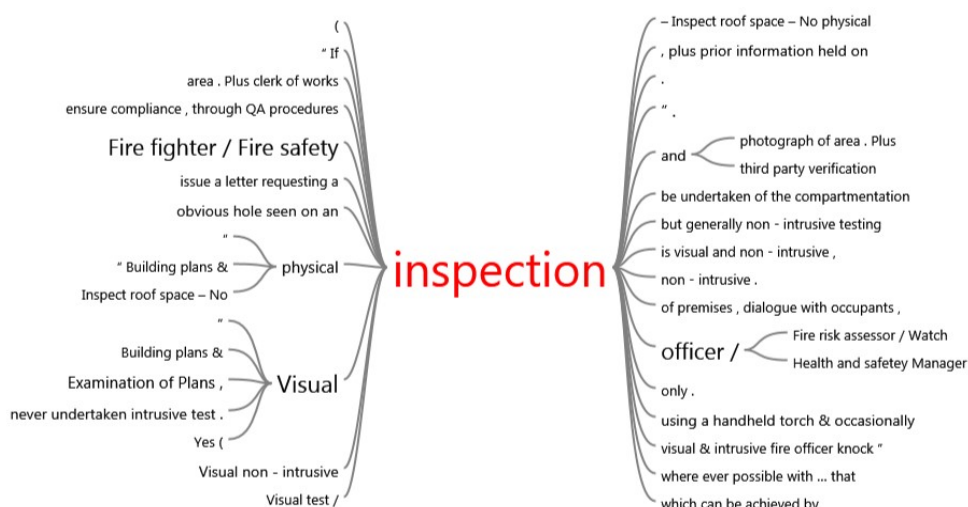 (
“ If
area . Plus clerk of works
ensure compliance , through QA procedures
Fire fighter / Fire safety
issue a letter requesting a
obvious hole seen on an
“
“ Building plans &
Inspect roof space – No
physical
“
Building plans &
Examination of Plans ,
never undertaken intrusive test .
Yes (
Visual
Visual non - intrusive
Visual test /
inspection
– Inspect roof space – No physical
, plus prior information held on
.
” .
and
photograph of area . Plus
third party verification
be undertaken of the compartmentation
but generally non - intrusive testing
is visual and non - intrusive ,
non - intrusive .
of premises , dialogue with occupants ,
officer /
Fire risk assessor / Watch
Health and safetey Manager
only .
using a handheld torch & occasionally
visual & intrusive fire officer knock “
where ever possible with ... that
which can be achieved by